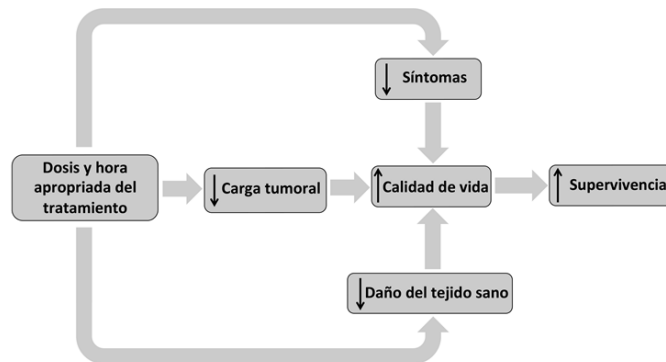 ↓ Síntomas
Dosis y hora
apropiada del
tratamiento
↓ Carga tumoral
↑ Calidad de vida
↑ Supervivencia
↓ Daño del tejido sano